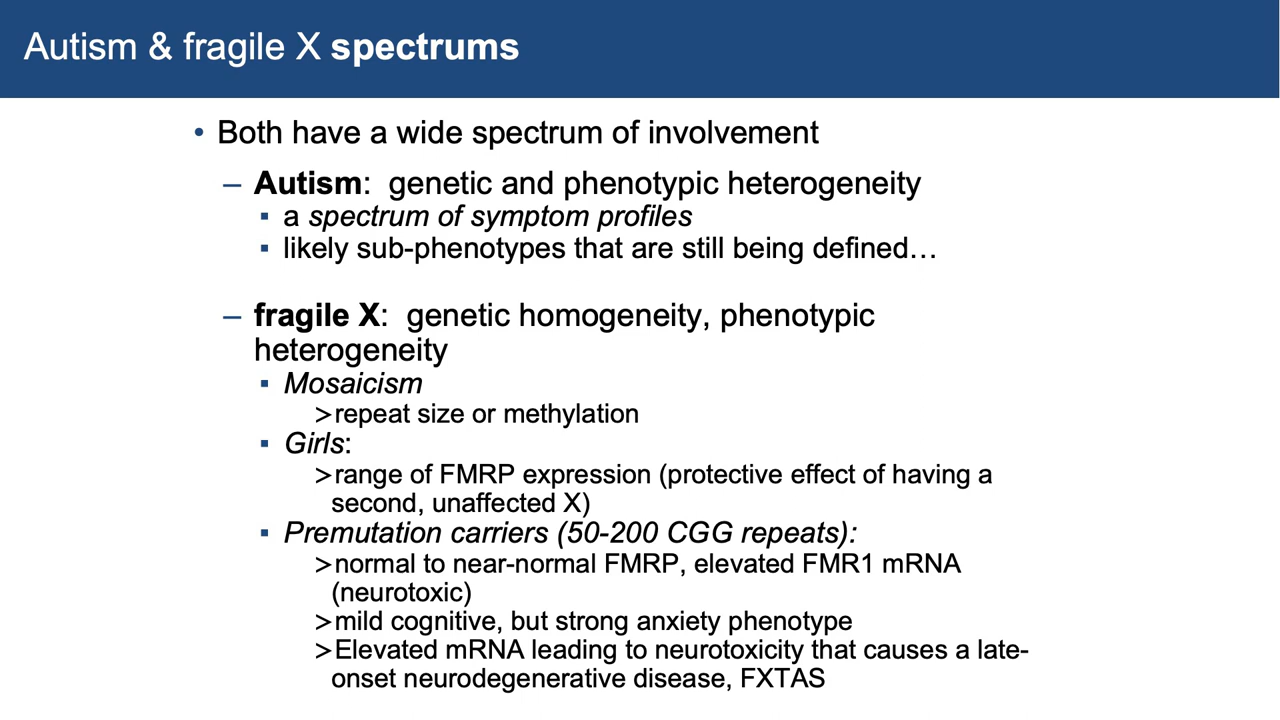 Autism & fragile X spectrums
• Both have a wide spectrum of involvement
– Autism: genetic and phenotypic heterogeneity
▪ a spectrum of symptom profiles
▪ likely sub-phenotypes that are still being defined…
– fragile X: genetic homogeneity, phenotypic
heterogeneity
▪ Mosaicism
>repeat size or methylation
▪ Girls:
>range of FMRP expression (protective effect of having a
second, unaffected X)
▪ Premutation carriers (50-200 CGG repeats):
>normal to near-normal FMRP, elevated FMR1 mRNA
(neurotoxic)
>mild cognitive, but strong anxiety phenotype
>Elevated mRNA leading to neurotoxicity that causes a late-
onset neurodegenerative disease, FXTAS